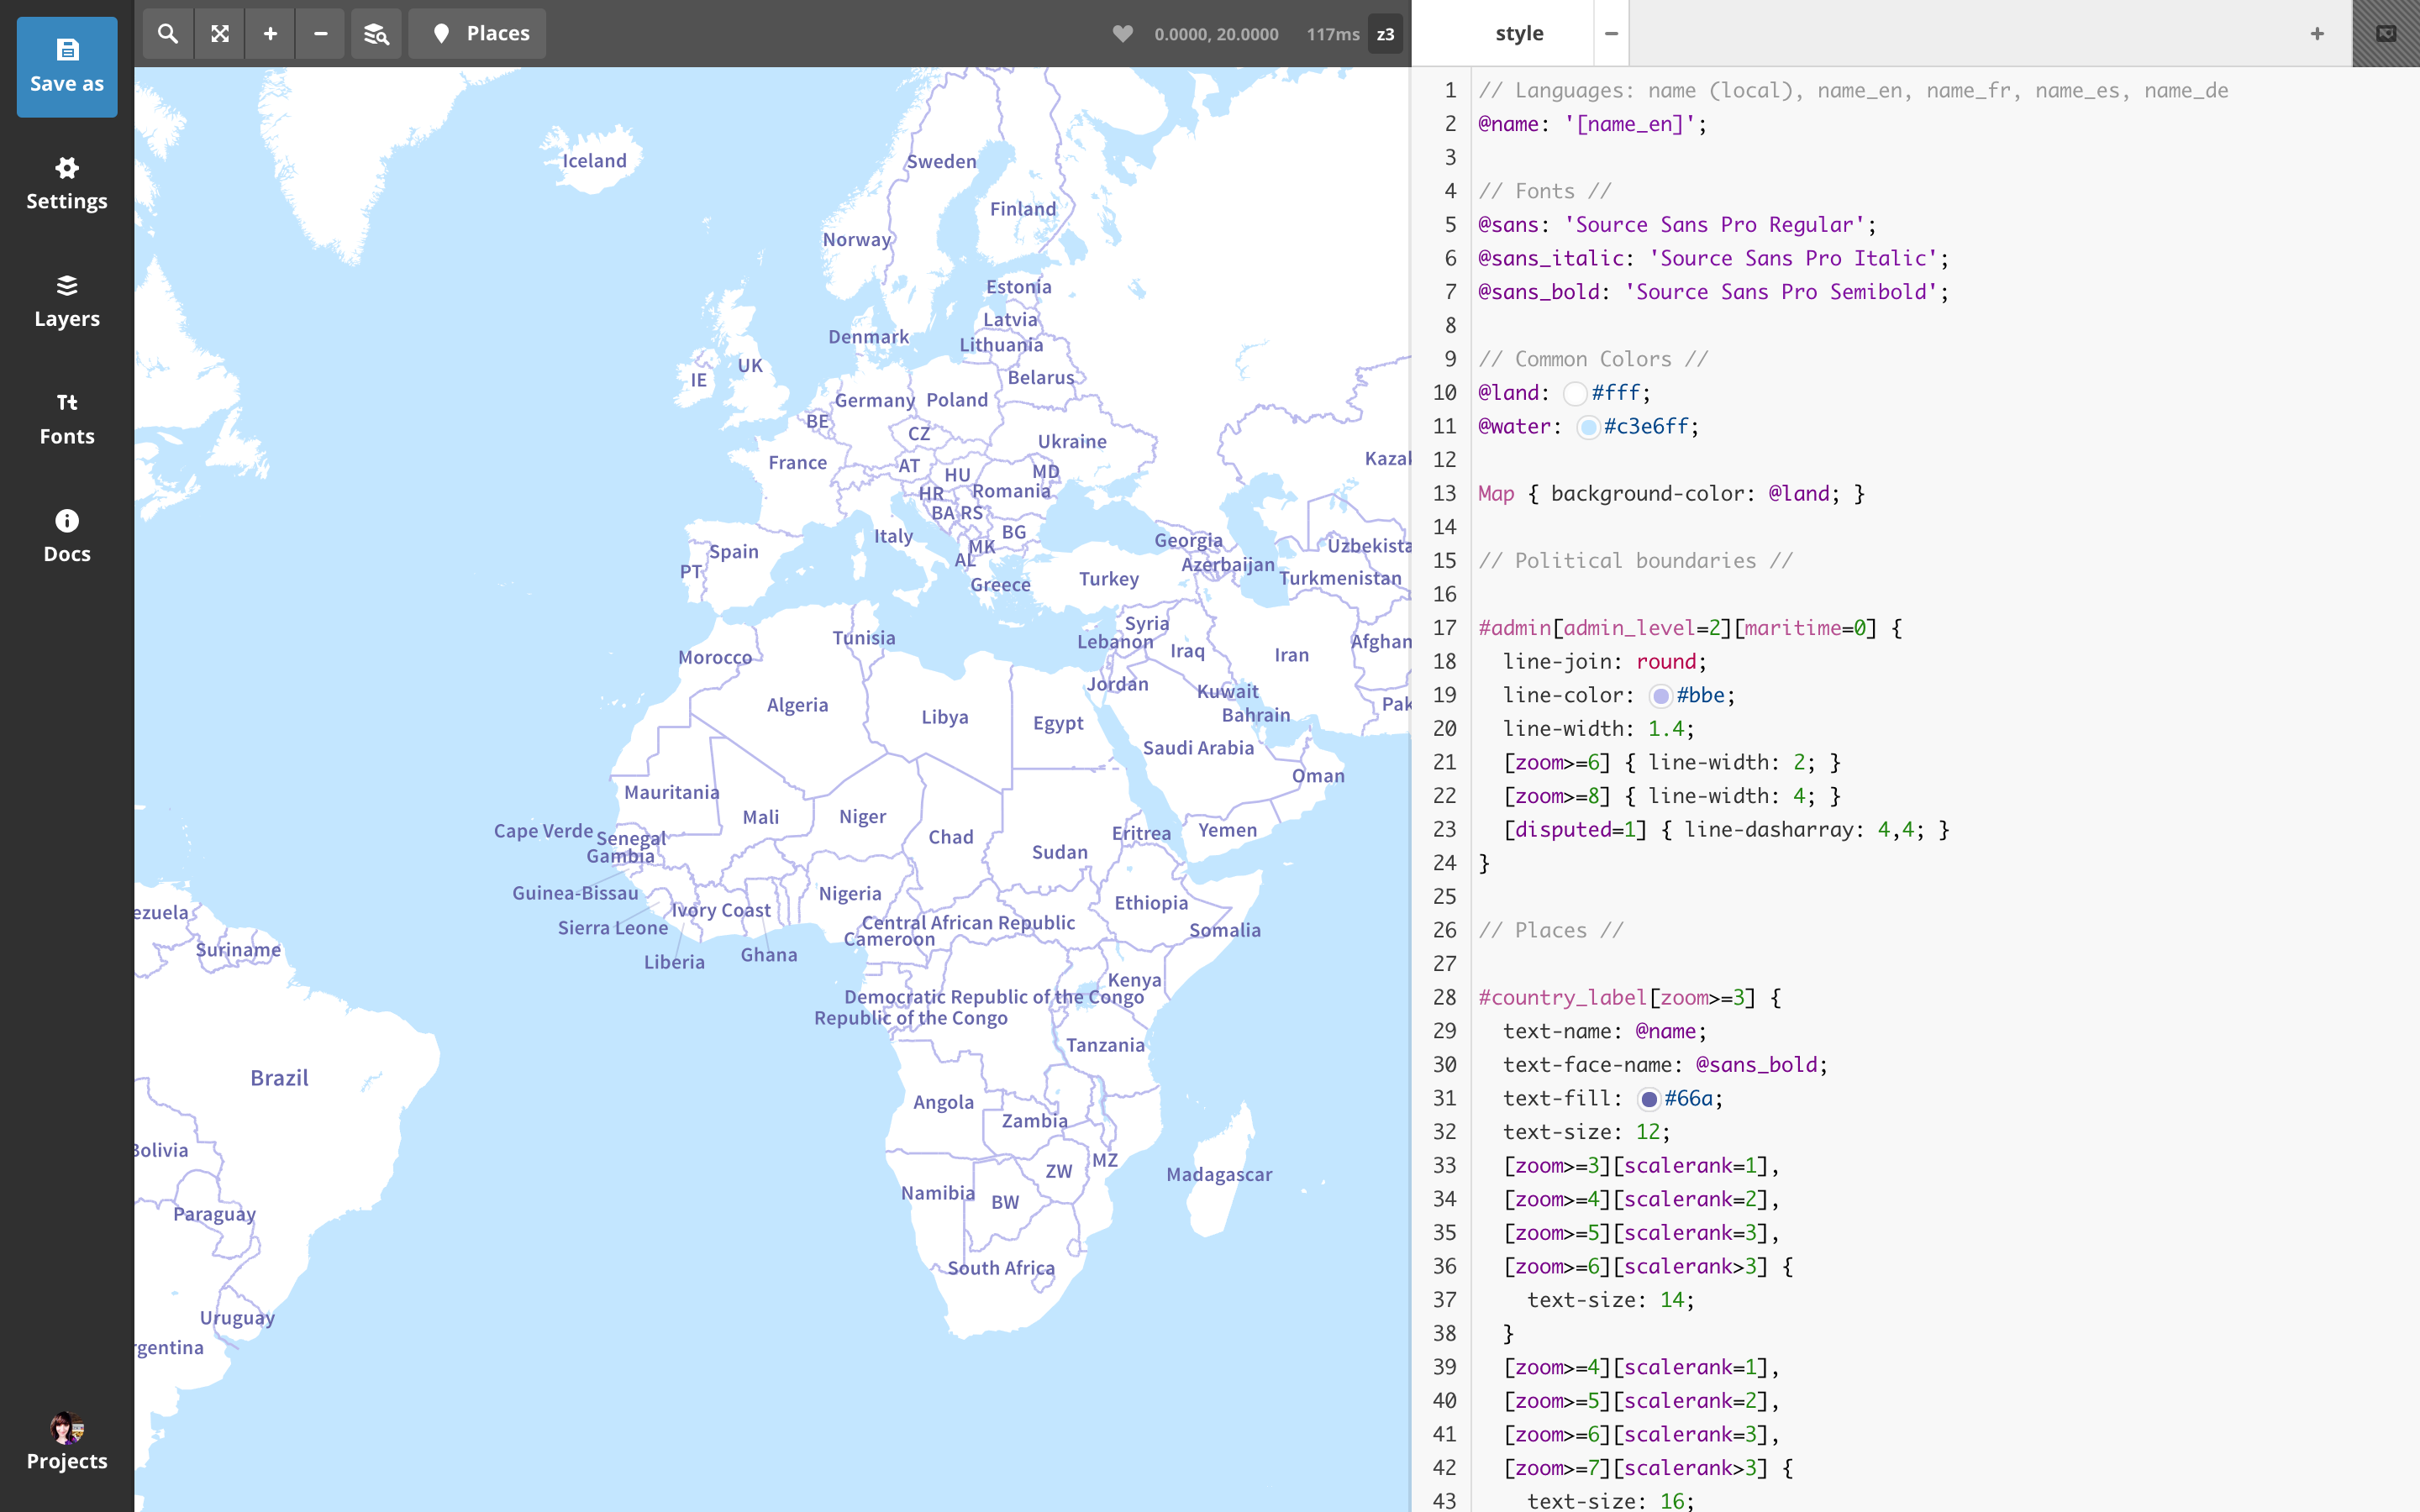 Save as
Settings
Layers
Fonts
Docs
Projects
Places
0.0000, 20.0000 117ms z3
Iceland
Sweden
Finland
Norway
Estonia
Latvia
Denmark
Lithuania
UK
IE
Belarus
Germany
Poland
BE
CZ
Ukraine
France
Kazak
AT
HU
MD
HR
Romania
BA
RS
BG
Italy
MK
Georgia
Uzbekista
Spain
AL
Azerbaijan
PT
Greece
Turkey
Turkmenistan
Syria
Tunisia
Lebanon
Iraq
Iran
Afghan
Morocco
Jordan
Kuwait
Algeria
Libya
Egypt
Bahrain
Pak
Saudi Arabia
Oman
Mauritania
Mali
Niger
Cape Verde
Senegal
Chad
Eritrea
Yemen
Gambia
Sudan
Guinea-Bissau
Nigeria
Ethiopia
ezuela
Ivory Coast
Central African Republic
Sierra Leone
Cameroon
Somalia
Suriname
Liberia
Ghana
Kenya
Democratic Republic of the Congo
Republic of the Congo
Tanzania
Brazil
Angola
Zambia
Bolivia
ZW
MZ
Madagascar
Namibia
BW
Paraguay
South Africa
Uruguay
rgentina
style
1 // Languages: name (local), name_en, name_fr, name_es, name_de
2 @name: '[name_en]';
3
4 // Fonts //
5 @sans: 'Source Sans Pro Regular';
6 @sans_italic: 'Source Sans Pro Italic';
7 @sans_bold: 'Source Sans Pro Semibold';
8
9 // Common Colors //
10 @land: #fff;
11 @water: #c3e6ff;
12
13 Map { background-color: @land; }
14
15 // Political boundaries //
16
17 #admin[admin_level=2][maritime=0] {
18 line-join: round;
19 line-color: #bbe;
20 line-width: 1.4;
21 [zoom>=6] { line-width: 2; }
22 [zoom>=8] { line-width: 4; }
23 [disputed=1] { line-dasharray: 4,4; }
24 }
25
26 // Places //
27
28 #country_label[zoom>=3] {
29 text-name: @name;
30 text-face-name: @sans_bold;
31 text-fill: #66a;
32 text-size: 12;
33 [zoom>=3][scalerank=1],
34 [zoom>=4][scalerank=2],
35 [zoom>=5][scalerank=3],
36 [zoom>=6][scalerank>3] {
37 text-size: 14;
38 }
39 [zoom>=4][scalerank=1],
40 [zoom>=5][scalerank=2],
41 [zoom>=6][scalerank=3],
42 [zoom>=7][scalerank>3] {
43 text-size: 16;